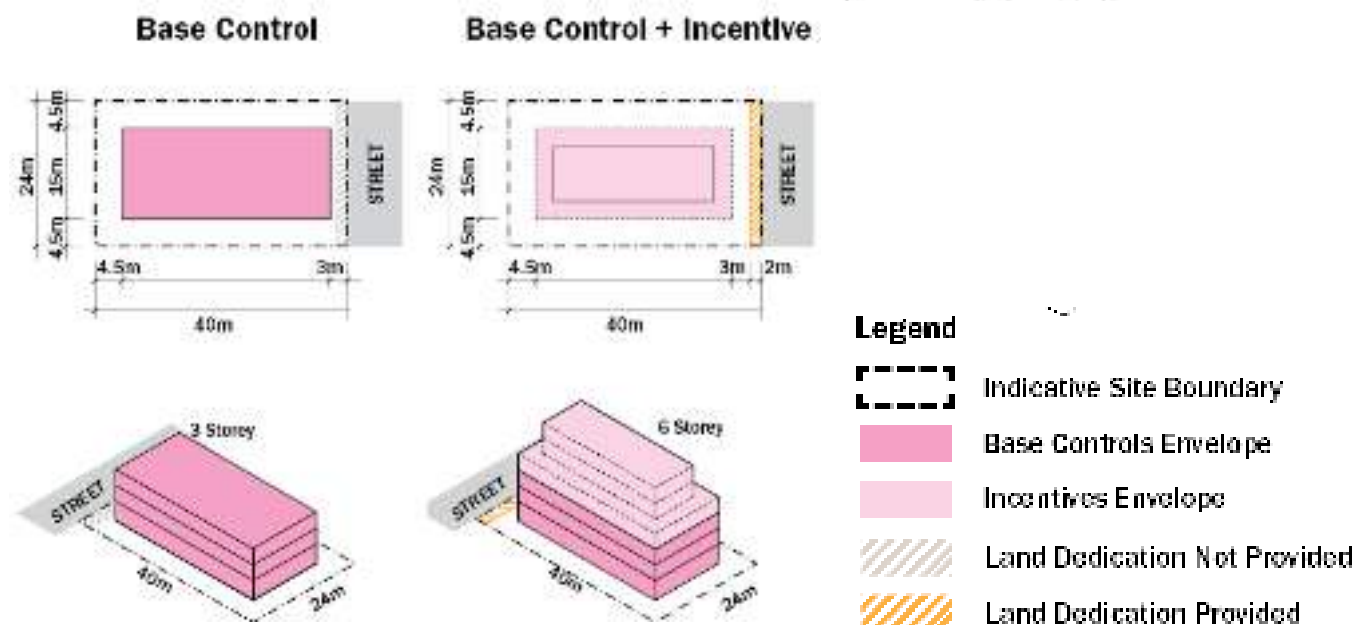 Base Control
Base Control + Incentive
4.5m
24m
15m
4.5m
STREET
4.5m
3m
40m
4.5m
24m
15m
4.5m
STREET
4.5m
3m
2m
40m
3 Storey
STREET
40m
24m
6 Storey
STREET
40m
24m
Legend
Indicative Site Boundary
Base Controls Envelope
Incentives Envelope
Land Dedication Not Provided
Land Dedication Provided